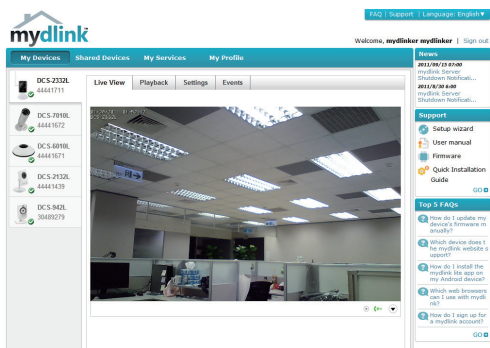 FAQ | Support | Language: English▼
mydlink
Welcome, mydlinker mydlinker | Sign out
My Devices
Shared Devices
My Services
My Profile
DCS-2332L
44441711
DCS-7010L
44441672
DCS-6010L
44441671
DCS-2132L
44441439
DCS-942L
30489279
Live View
Playback
Settings
Events
DCS-2332L
News
2011/09/15 07:00
mydlink Server
Shutdown Notificati...
2011/8/30 6:00
mydlink Server
Shutdown Notificati...
Support
Setup wizard
User manual
Firmware
Quick Installation
Guide
GO
Top 5 FAQs
How do I update my
device's firmware m
anually?
Which device does t
he mydlink website s
upport?
How do I install the
mydlink lite app on
my Android device?
Which web browsers
can I use with mydli
nk?
How do I sign up for
a mydlink account?
GO